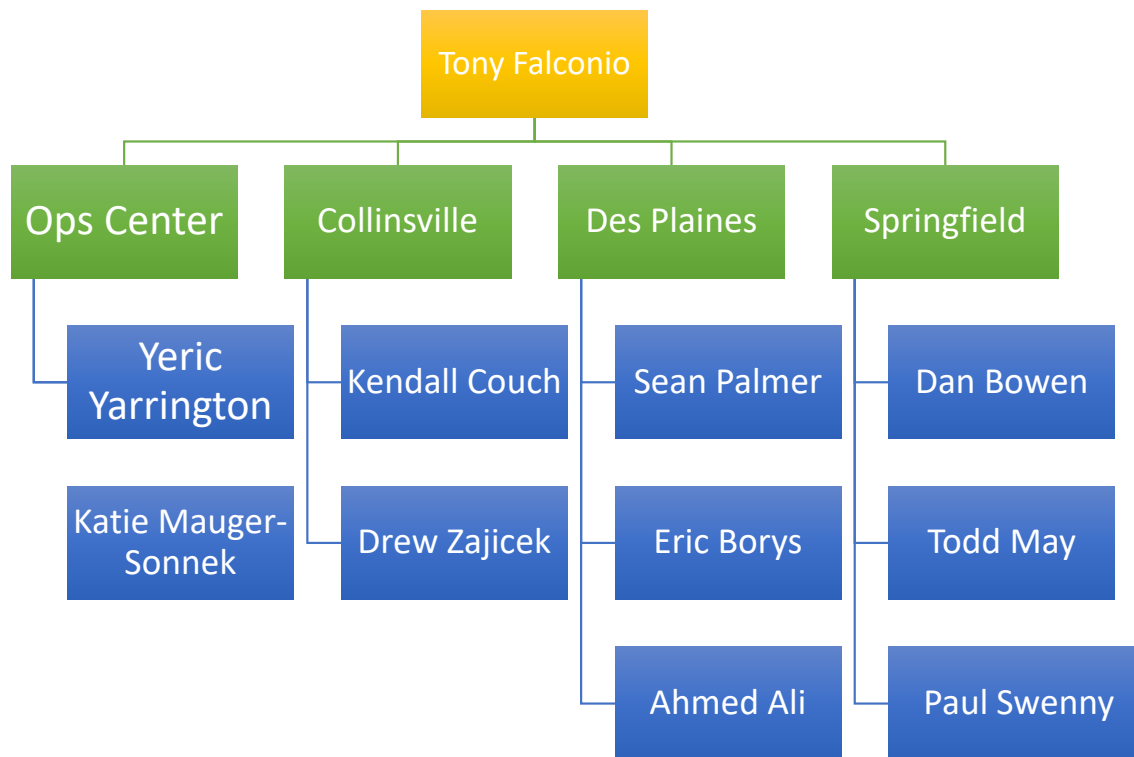 Tony Falconio
Ops Center
Collinsville
Des Plaines
Springfield
Yeric
Yarrington
Kendall Couch
Sean Palmer
Dan Bowen
Katie Mauger-
Sonnek
Drew Zajicek
Eric Borys
Todd May
Ahmed Ali
Paul Swenny